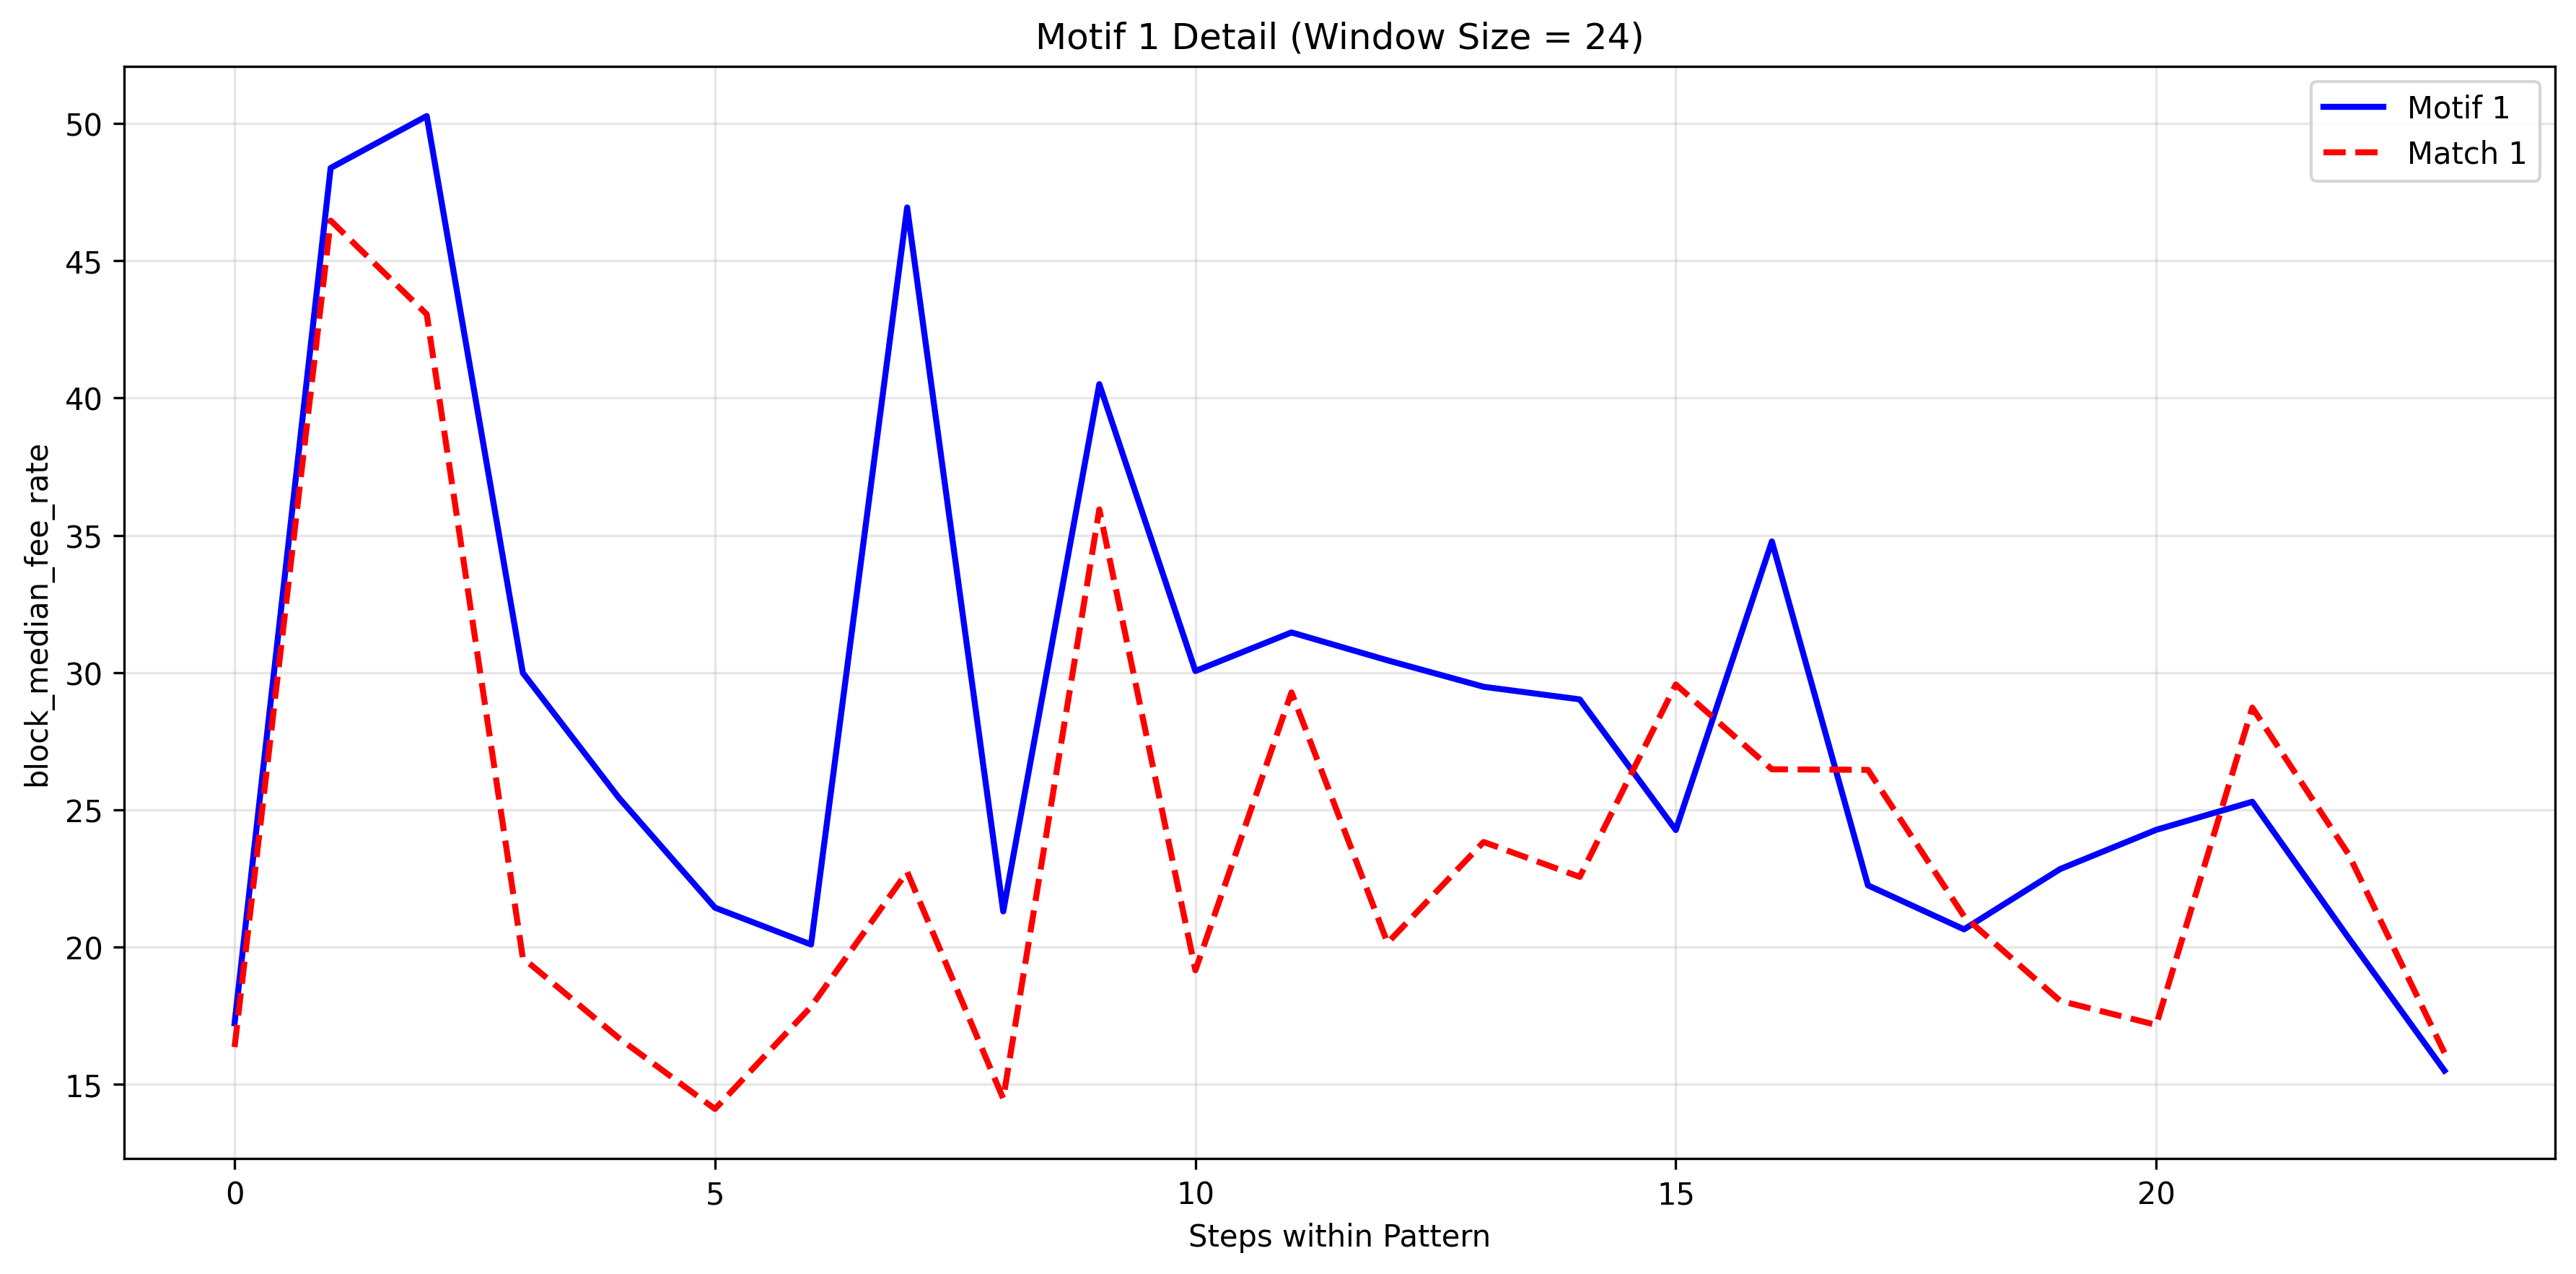 Motif 1 Detail (Window Size = 24)
Motif 1
Match 1
block_median_fee_rate
50
45
40
35
30
25
20
15
0
5
10
15
20
Steps within Pattern